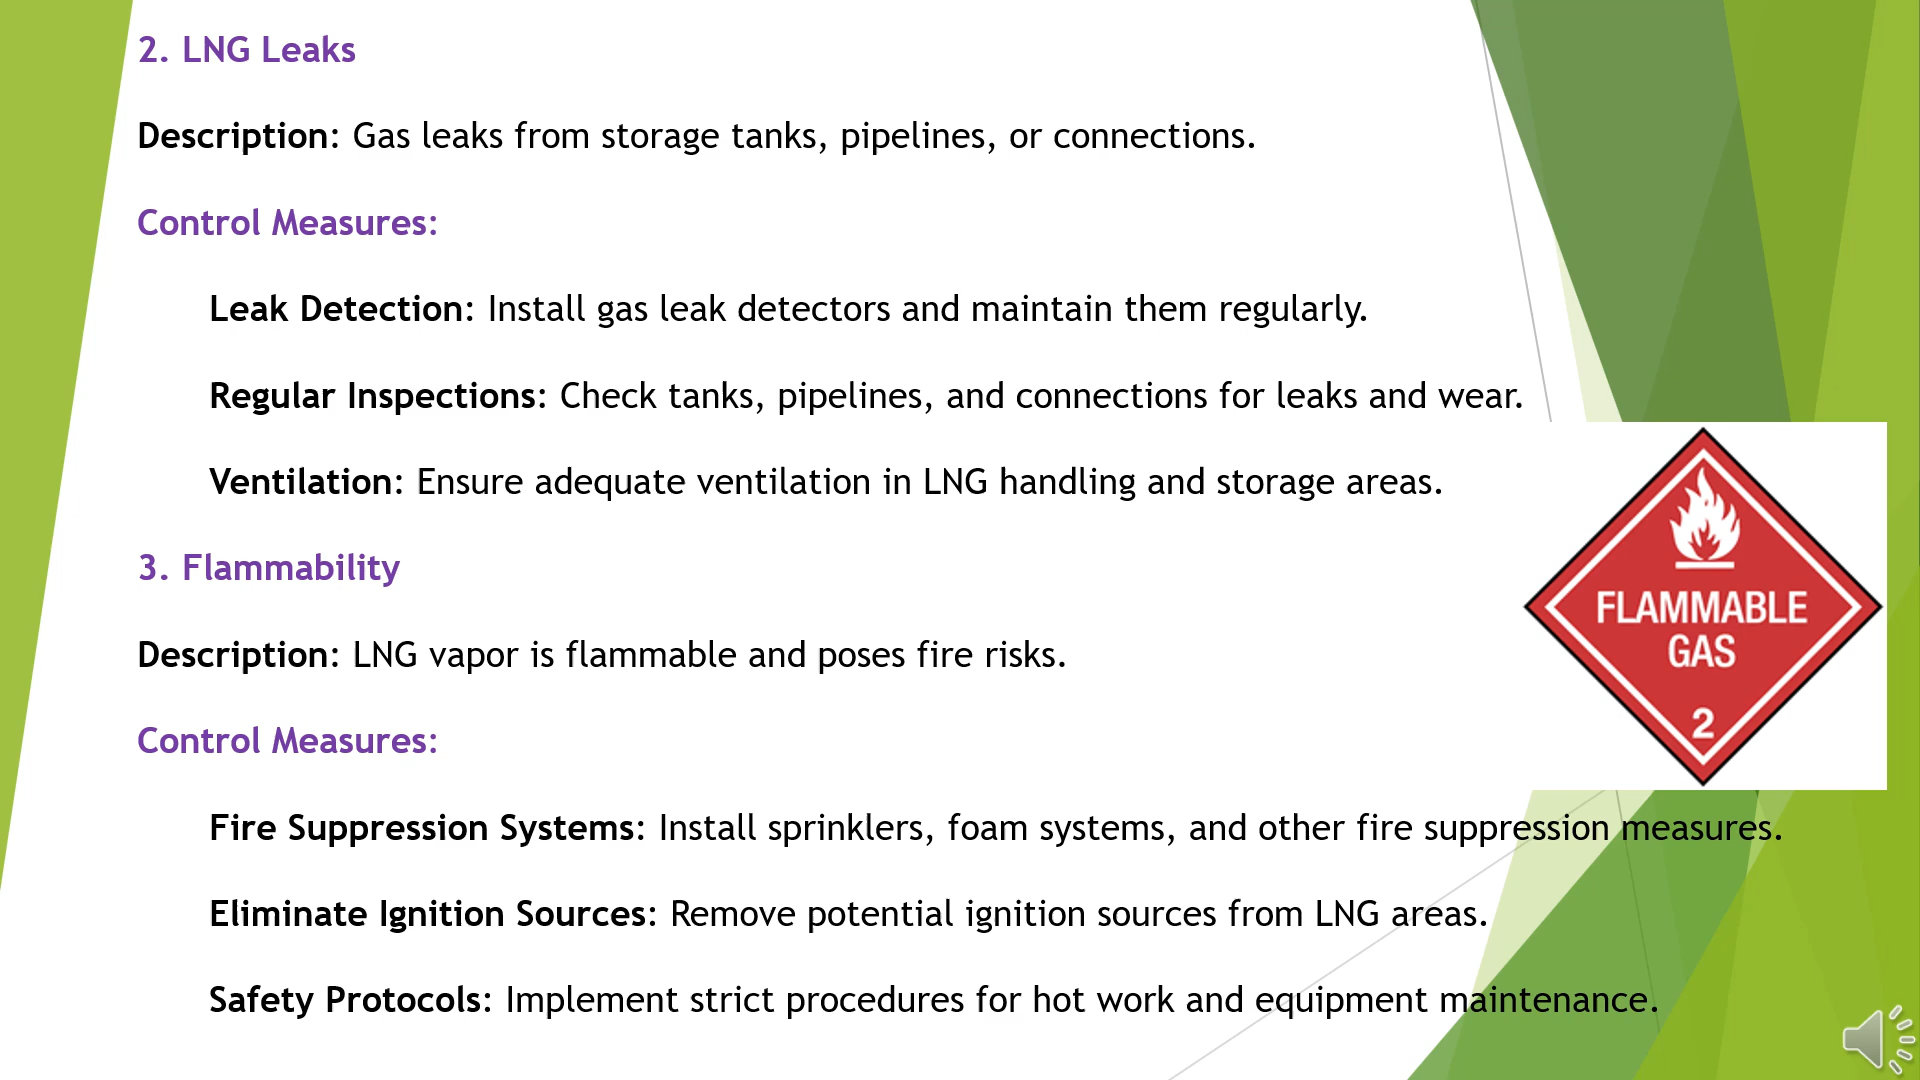 2. LNG Leaks
Description: Gas leaks from storage tanks, pipelines, or connections.
Control Measures:
Leak Detection: Install gas leak detectors and maintain them regularly.
Regular Inspections: Check tanks, pipelines, and connections for leaks and wear.
Ventilation: Ensure adequate ventilation in LNG handling and storage areas.
3. Flammability
Description: LNG vapor is flammable and poses fire risks.
Control Measures:
Fire Suppression Systems: Install sprinklers, foam systems, and other fire suppression measures.
Eliminate Ignition Sources: Remove potential ignition sources from LNG areas.
Safety Protocols: Implement strict procedures for hot work and equipment maintenance.
FLAMMABLE
GAS
2